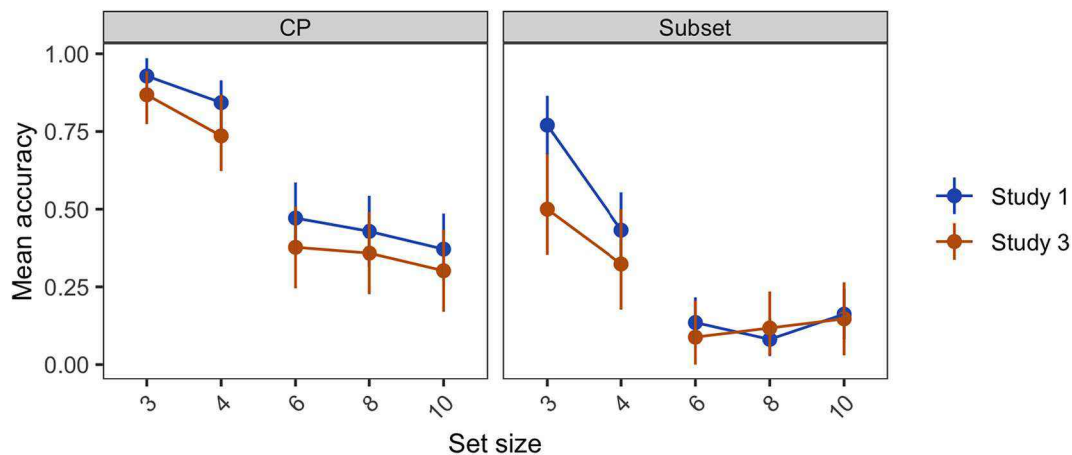 CP
Subset
1.00
0.75
0.50
0.25
0.00
Mean accuracy
3 4 6 8 10
3 4 6 8 10
Set size
Study 1
Study 3